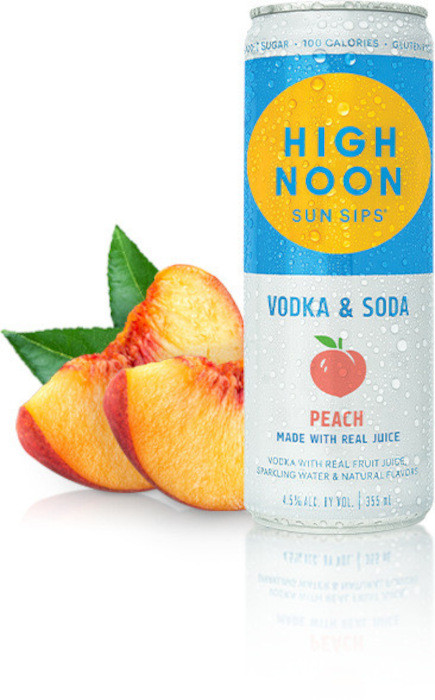 SUGAR • 100 CALORIES •
HIGH
NOON
SUN SIPS®
VODKA & SODA
PEACH
MADE WITH REAL JUICE
VODKA WITH REAL FRUIT JUICE,
SPARKLING WATER & NATURAL FLAVORS
4.5% ALC. BY VOL. | 355 ml